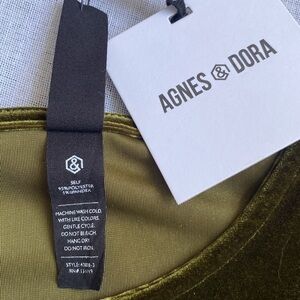 AGNES & DORA
&
SELF
95% POLYESTER
5% SPANDEX
MACHINE WASH COLD
WITH LIKE COLORS.
GENTLE CYCLE.
DO NOT BLEACH.
HANG DRY.
DO NOT IRON.